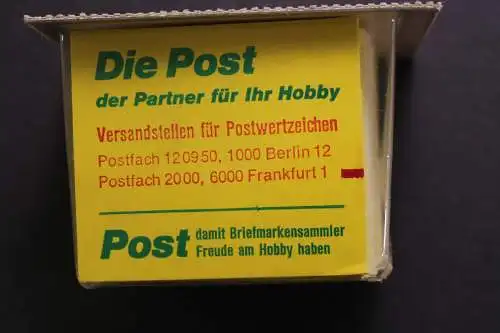 Die Post
der Partner für Ihr Hobby
Versandstellen für Postwertzeichen
Postfach 120950, 1000 Berlin 12
Postfach 2000, 6000 Frankfurt 1
Post damit Briefmarkensammler
Freude am Hobby haben